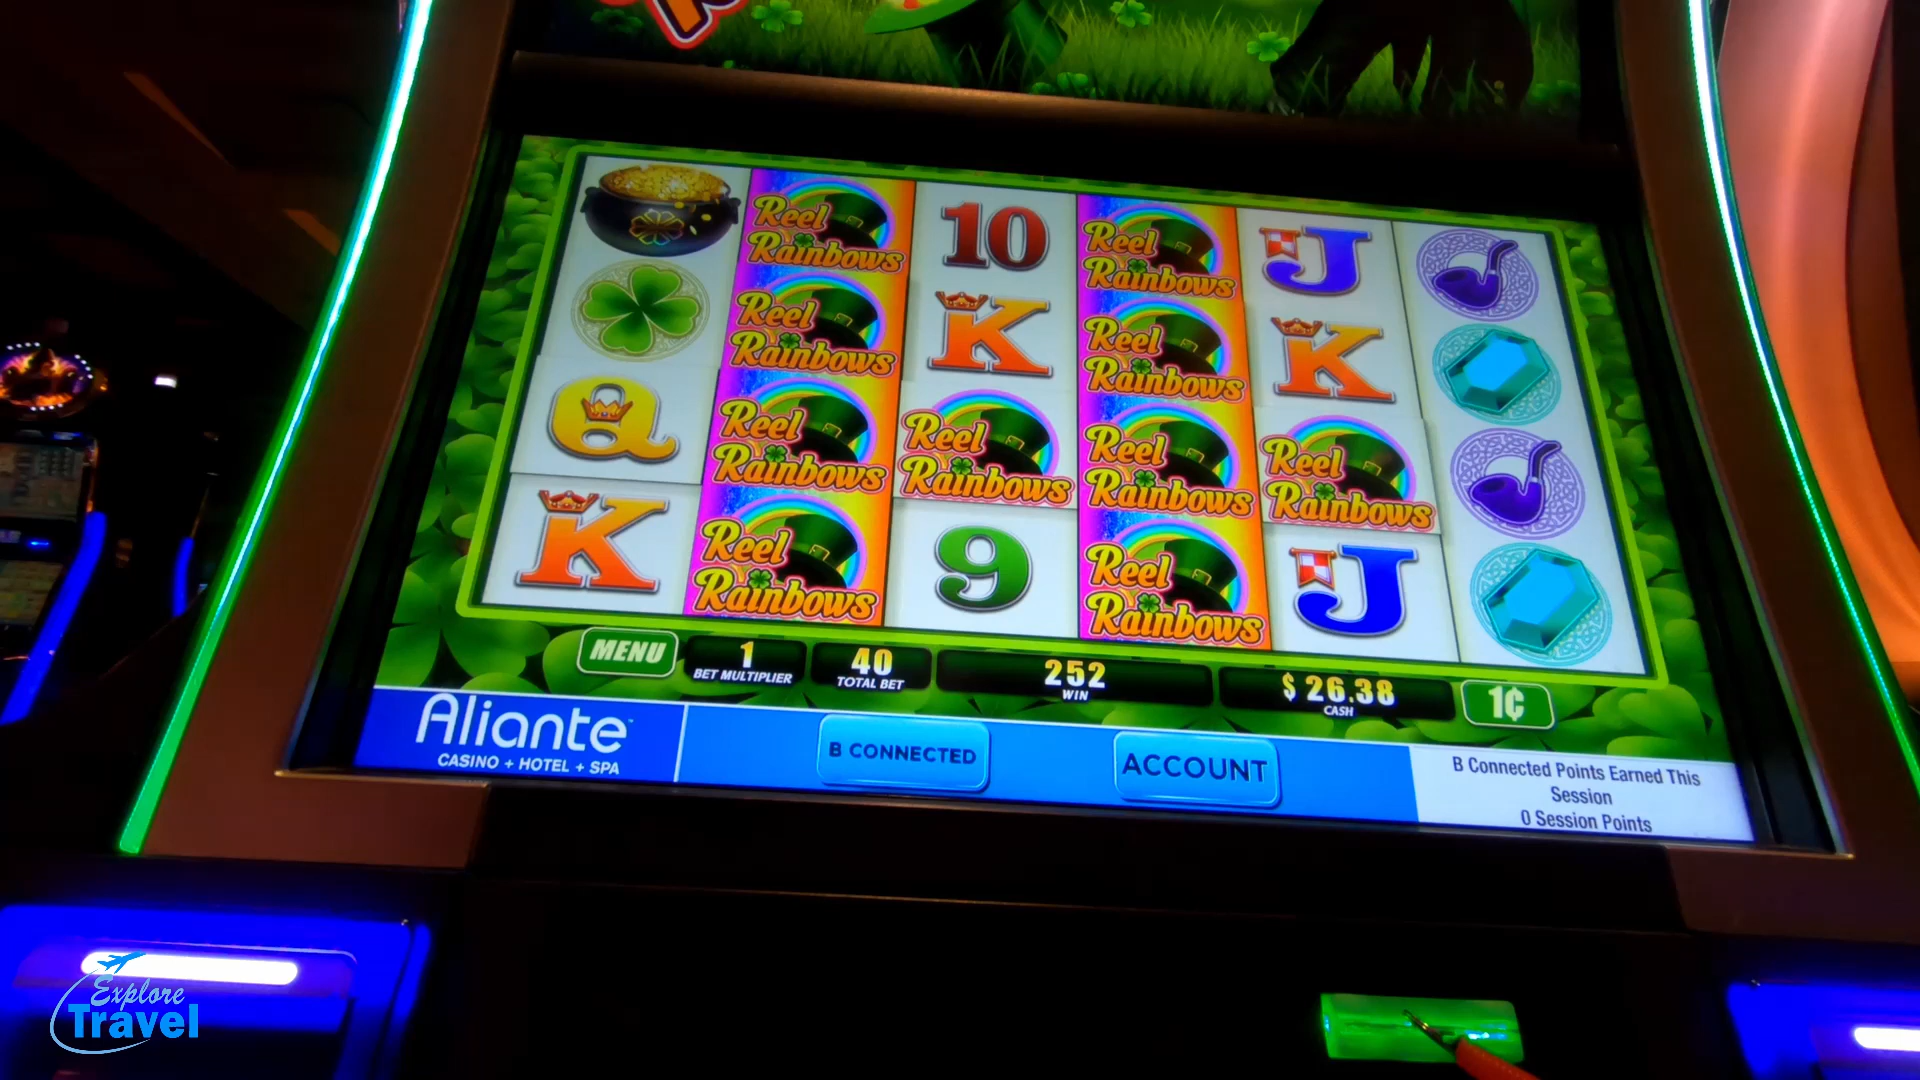 Reel
Rainbows
10
Reel
Rainbows
J
Reel
Rainbows
K
Reel
Rainbows
K
Q
Reel
Rainbows
Reel
Rainbows
Reel
Rainbows
Reel
Rainbows
K
Reel
Rainbows
9
Reel
Rainbows
J
MENU
1
BET MULTIPLIER
40
TOTAL BET
252
WIN
$ 26.38
CASH
1¢
Aliante™
CASINO + HOTEL + SPA
B CONNECTED
ACCOUNT
B Connected Points Earned This
Session
0 Session Points
Explore
Travel